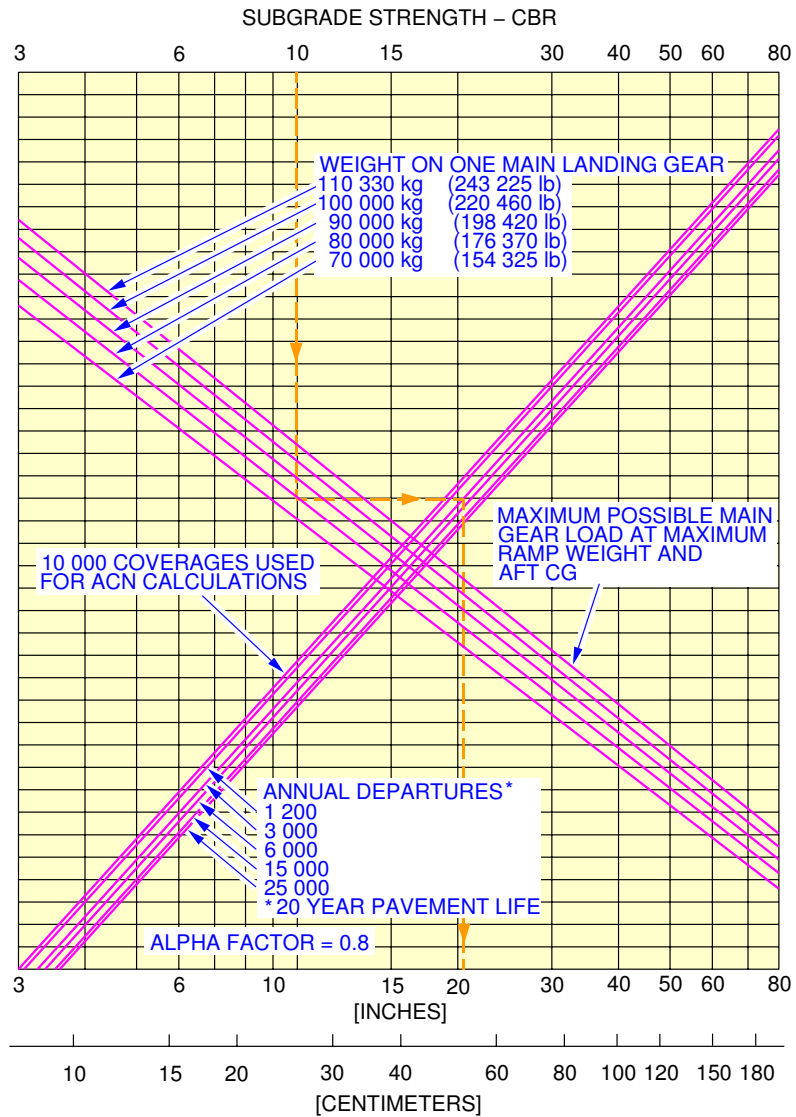 SUBGRADE STRENGTH – CBR
3 6 10 15 20 30 40 50 60 80
WEIGHT ON ONE MAIN LANDING GEAR
110 330 kg (243 225 lb)
100 000 kg (220 460 lb)
90 000 kg (198 420 lb)
80 000 kg (176 370 lb)
70 000 kg (154 325 lb)
MAXIMUM POSSIBLE MAIN
GEAR LOAD AT MAXIMUM
RAMP WEIGHT AND
AFT CG
10 000 COVERAGES USED
FOR ACN CALCULATIONS
ANNUAL DEPARTURES*
1 200
3 000
6 000
15 000
25 000
*20 YEAR PAVEMENT LIFE
ALPHA FACTOR = 0.8
3 6 10 15 20 30 40 50 60 80
[INCHES]
10 15 20 30 40 60 80 100 120 150 180
[CENTIMETERS]